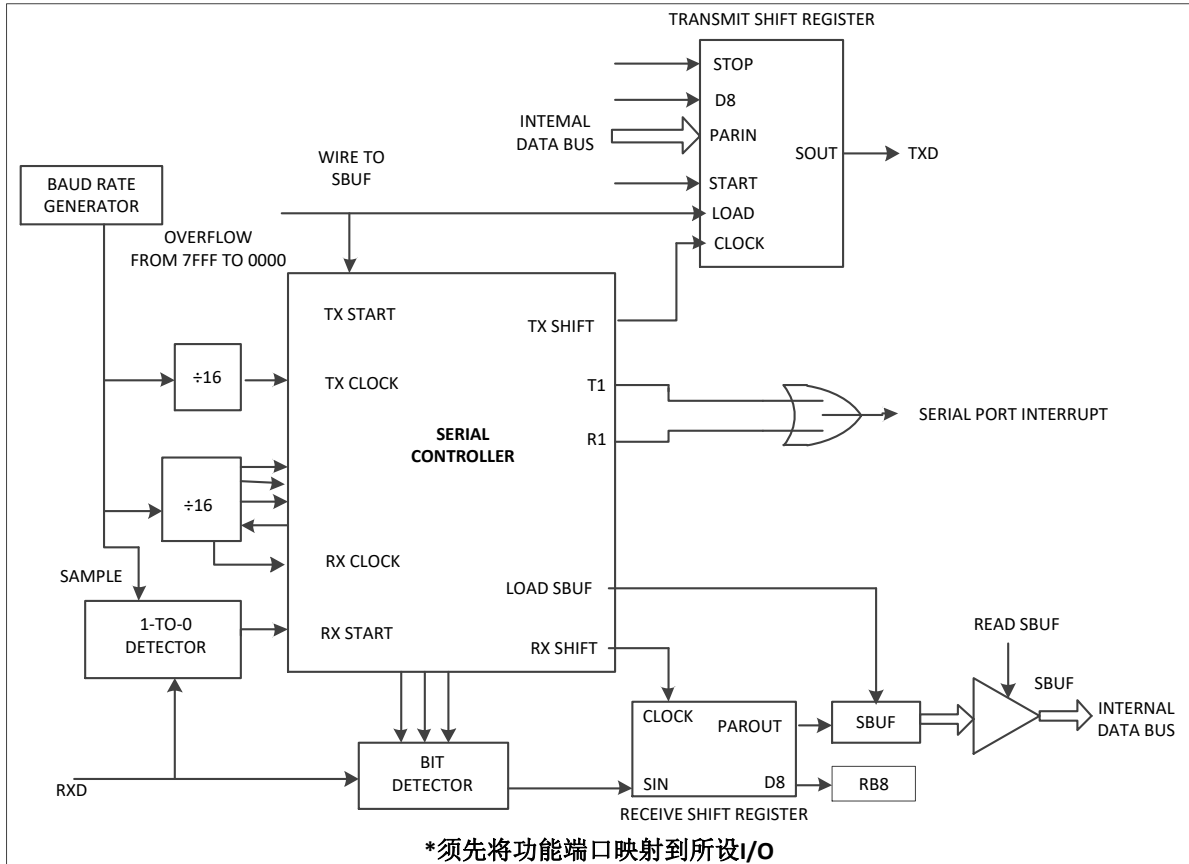 TRANSMIT SHIFT REGISTER
STOP
D8
INTEMAL
DATA BUS
PARIN
SOUT
TXD
START
LOAD
CLOCK
WIRE TO
SBUF
BAUD RATE
GENERATOR
OVERFLOW
FROM 7FFF TO 0000
TX START
TX SHIFT
÷16
TX CLOCK
T1
SERIAL PORT INTERRUPT
R1
SERIAL
CONTROLLER
÷16
RX CLOCK
SAMPLE
LOAD SBUF
1-TO-0
DETECTOR
RX START
RX SHIFT
READ SBUF
SBUF
CLOCK
PAROUT
SBUF
INTERNAL
DATA BUS
BIT
DETECTOR
RXD
SIN
D8
RB8
RECEIVE SHIFT REGISTER
*须先将功能端口映射到所设I/O